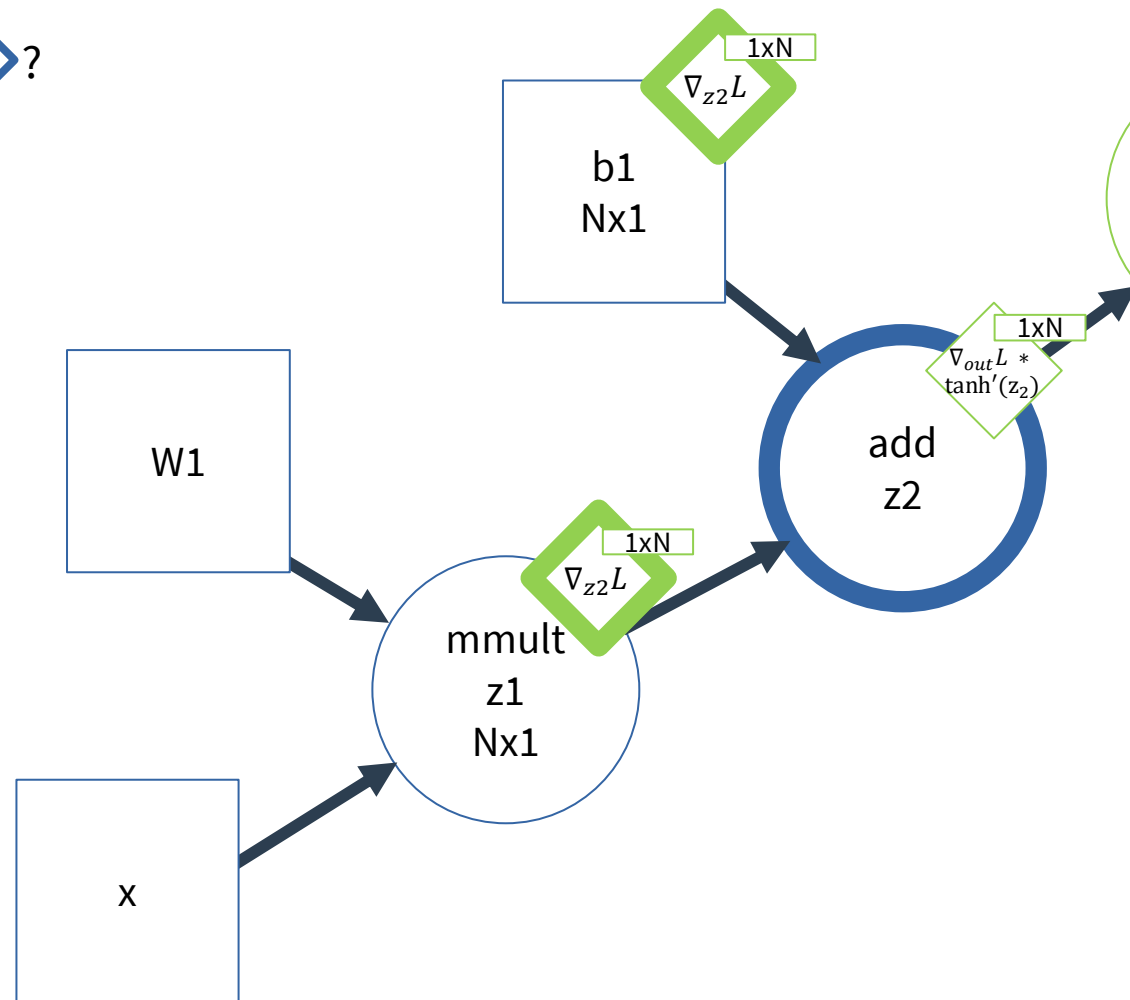 ?
1xN
∇z2L
b1
Nx1
1xN
∇outL *
tanh′(z₂)
add
z2
W1
1xN
∇z2L
mmult
z1
Nx1
x